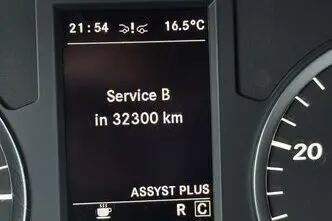 21:54 16.5°C
Service B
in 32300 km
ASSYST PLUS
R C
20